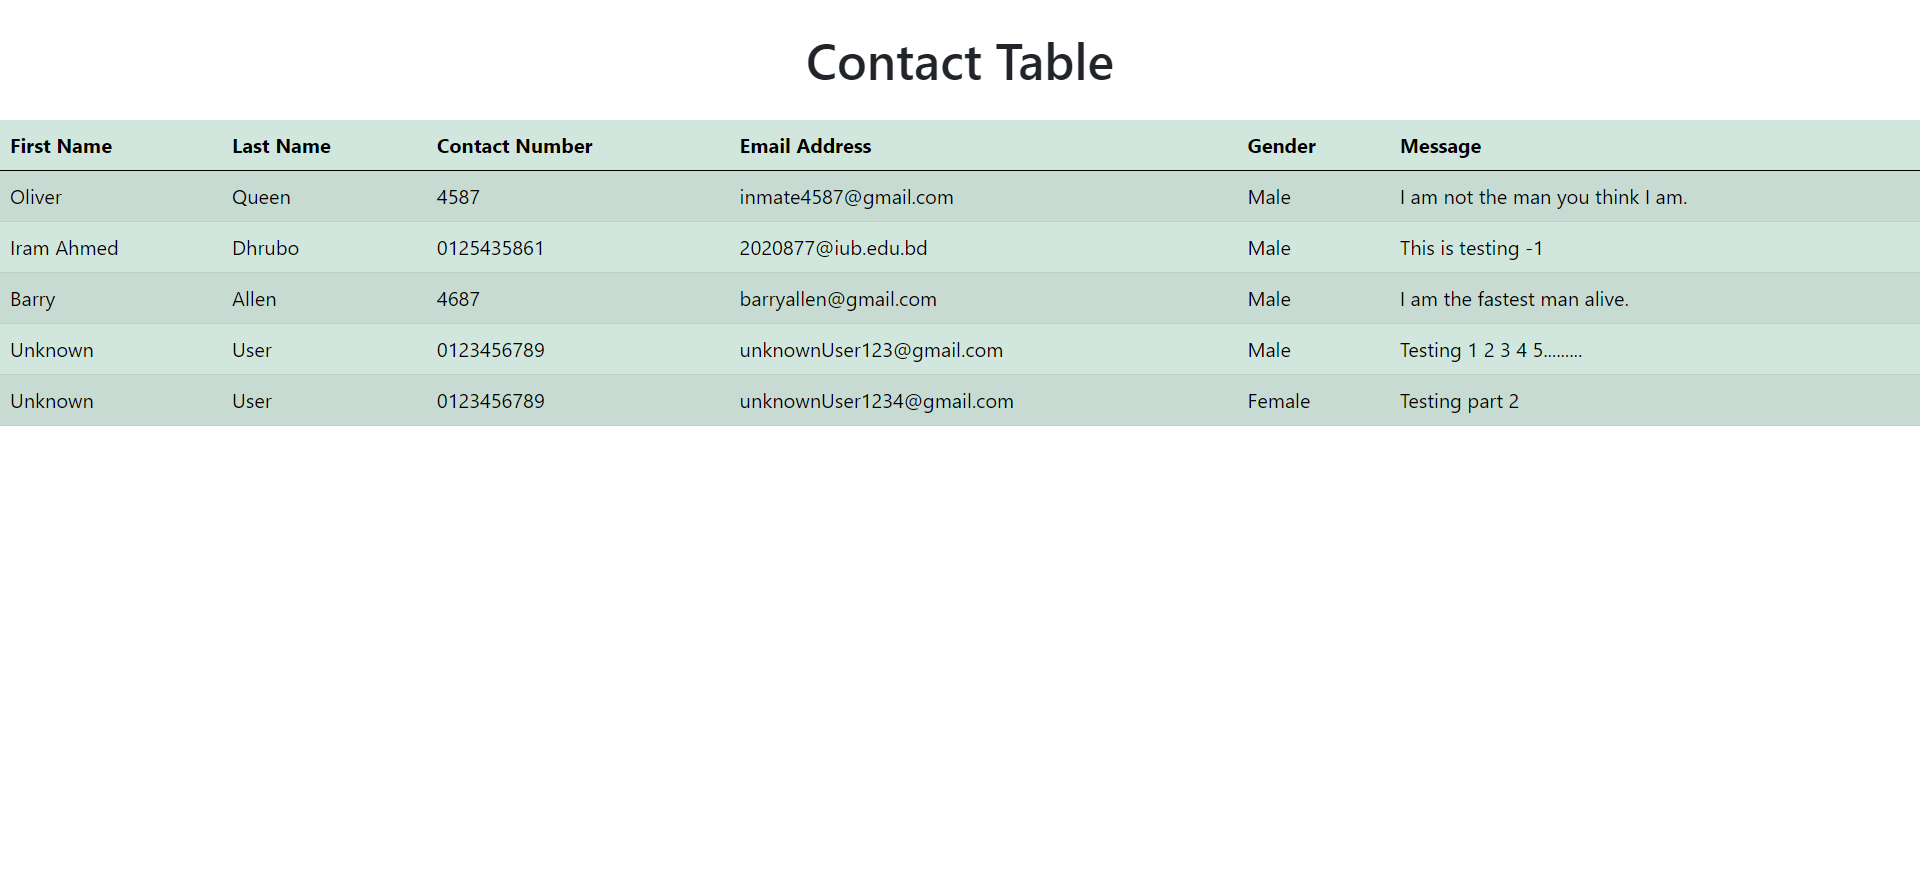 Contact Table
First Name Last Name Contact Number Email Address Gender Message
Oliver Queen 4587 inmate4587@gmail.com Male I am not the man you think I am.
Iram Ahmed Dhrubo 0125435861 2020877@iub.edu.bd Male This is testing -1
Barry Allen 4687 barryallen@gmail.com Male I am the fastest man alive.
Unknown User 0123456789 unknownUser123@gmail.com Male Testing 1 2 3 4 5.........
Unknown User 0123456789 unknownUser1234@gmail.com Female Testing part 2